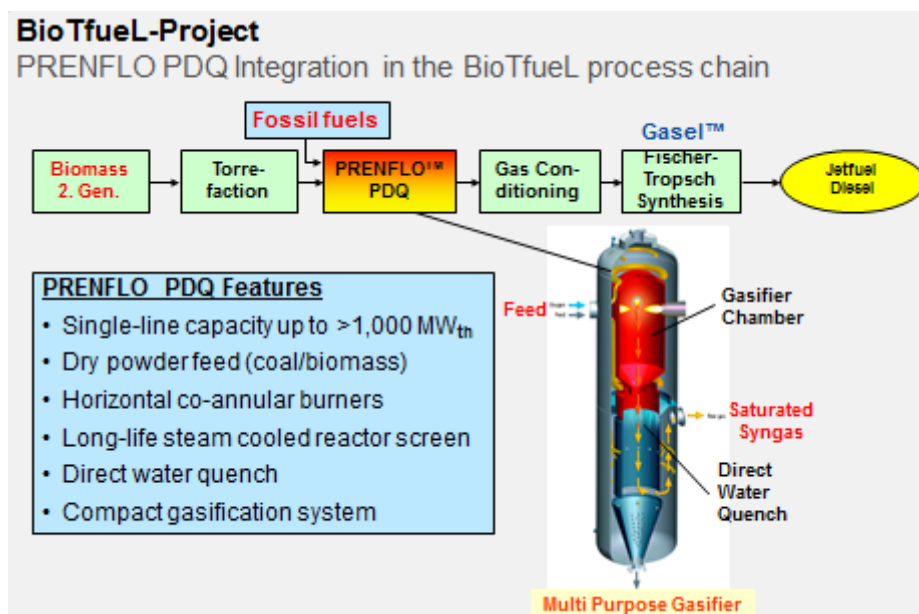 BioTfueL-Project
PRENFLO PDQ Integration in the BioTfueL process chain
Fossil fuels
Gasel™
Biomass
2. Gen.
Torre-
faction
PRENFLO™
PDQ
Gas Con-
ditioning
Fischer-
Tropsch
Synthesis
Jetfuel
Diesel
PRENFLO PDQ Features
• Single-line capacity up to >1,000 MWth
• Dry powder feed (coal/biomass)
• Horizontal co-annular burners
• Long-life steam cooled reactor screen
• Direct water quench
• Compact gasification system
Feed
Gasifier
Chamber
Saturated
Syngas
Direct
Water
Quench
Multi Purpose Gasifier